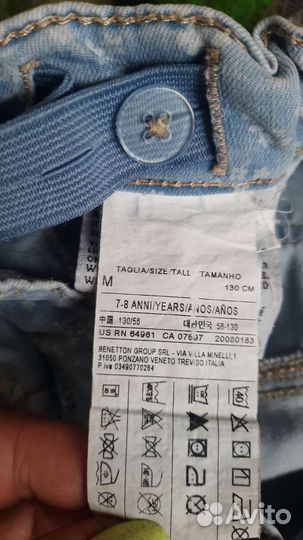 TAGLIA/SIZE/TALL TAMANHO
M 130 CM
7-8 ANNI/YEARS/ANOS/AÑOS
中国 130/56 대한민국 58-130
US RN 64961 CA 07697 20080183
BENETTON GROUP SRL - VIA VILLA MINELLI, 1
31050 PONZANO VENETO TREVISO ITALIA
P.Iva 03490770264
Avito